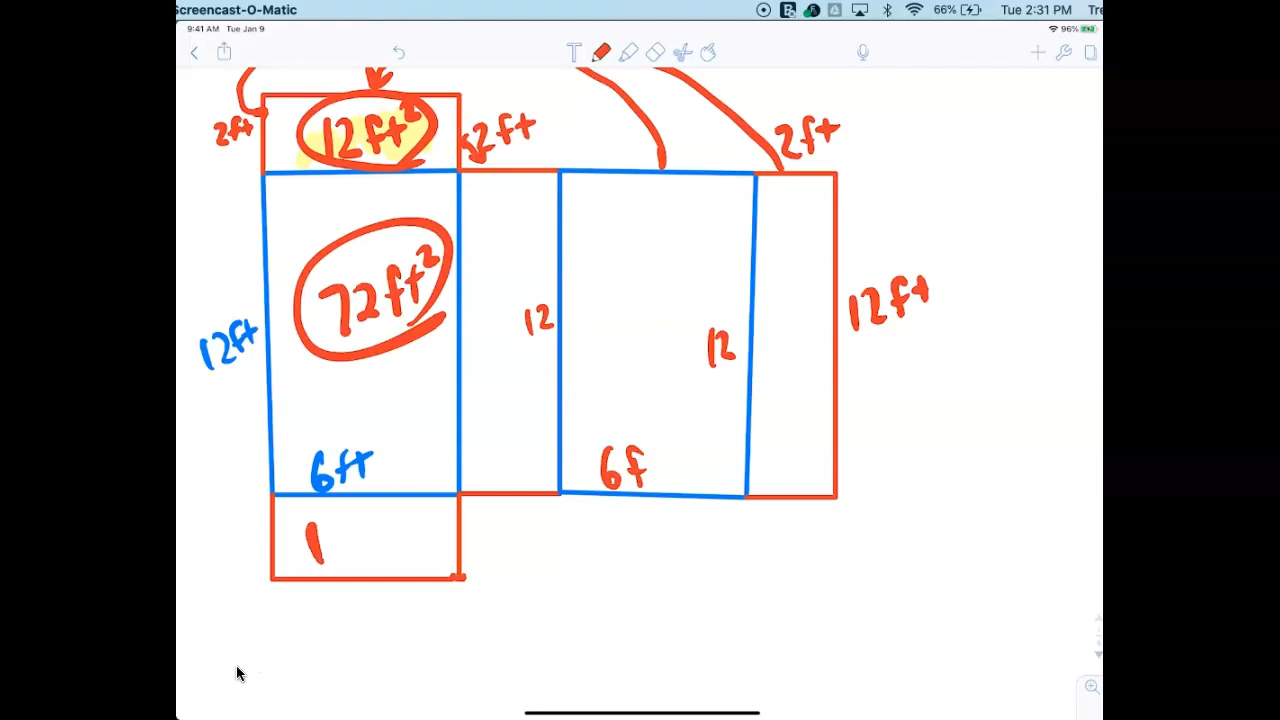 Screencast-O-Matic
66%
Tue 2:31 PM
9:41 AM Tue Jan 9
96%
T
2ft
12ft²
2ft
2ft
72ft²
12ft
12
12
12ft
6ft
6f
1